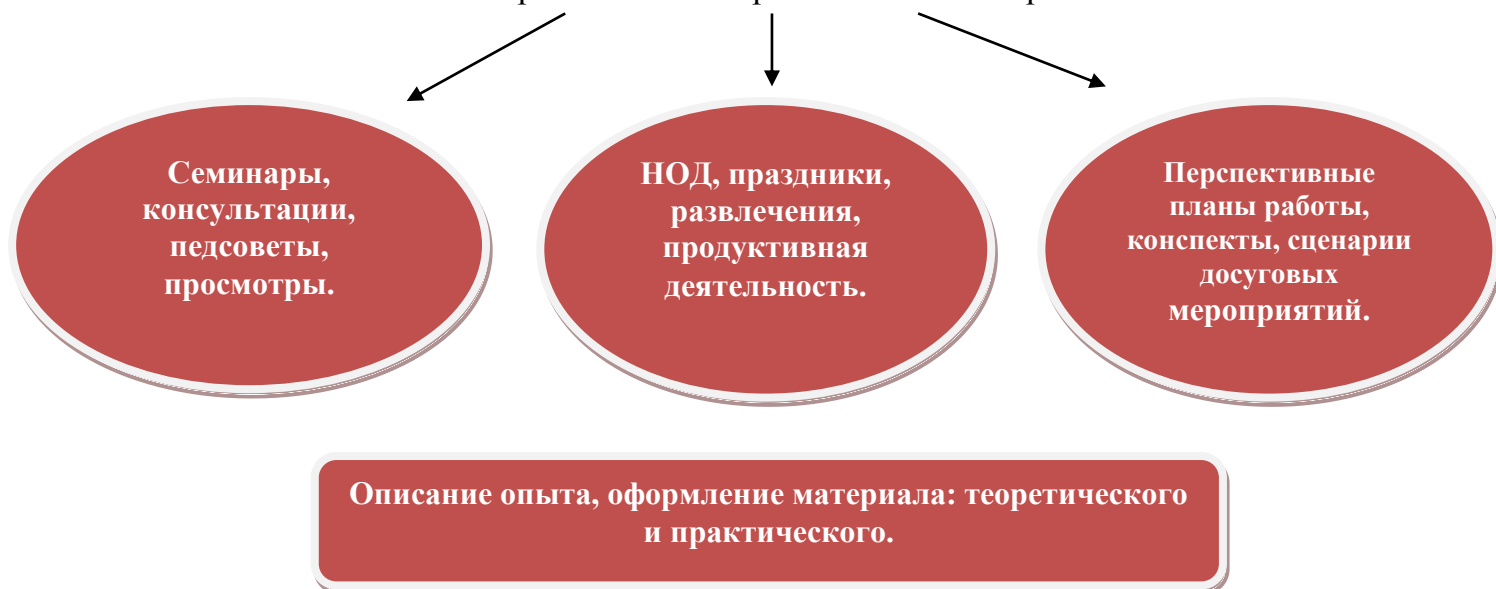 Семинары,
консультации,
педсоветы,
просмотры.
НОД, праздники,
развлечения,
продуктивная
деятельность.
Перспективные
планы работы,
конспекты, сценарии
досуговых
мероприятий.
Описание опыта, оформление материала: теоретического
и практического.